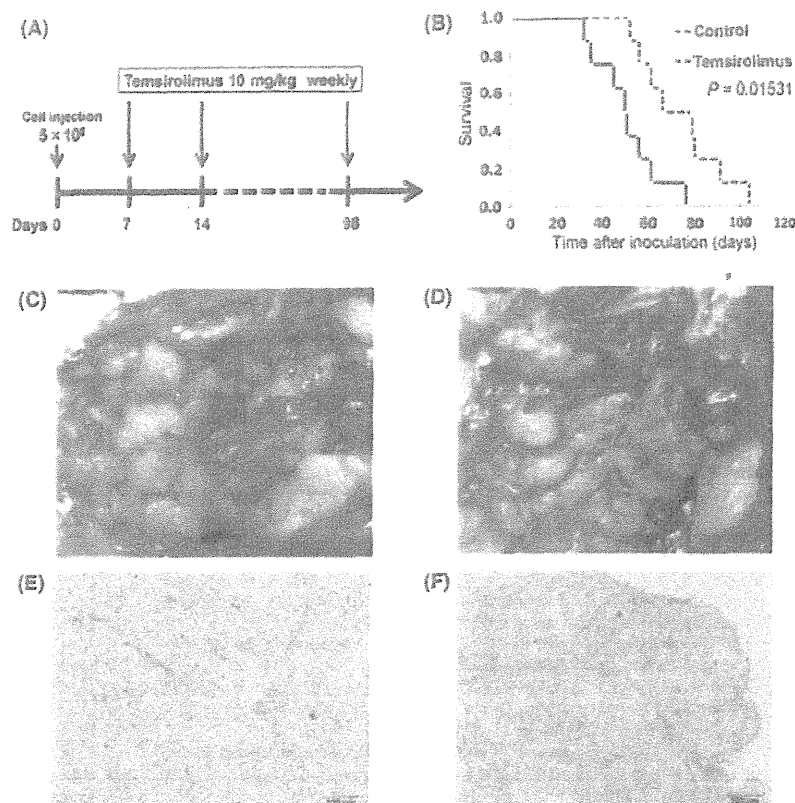 (A)
Temsirolimus 10 mg/kg weekly
Cell injection
Days 0 7 14 98
(B)
Survival
1.0
0.8
0.6
0.4
0.2
0.0
0 20 40 60 80 100 120
Time after inoculation (days)
Control
Temsirolimus
P = 0.01531
(C)
(D)
(E)
(F)